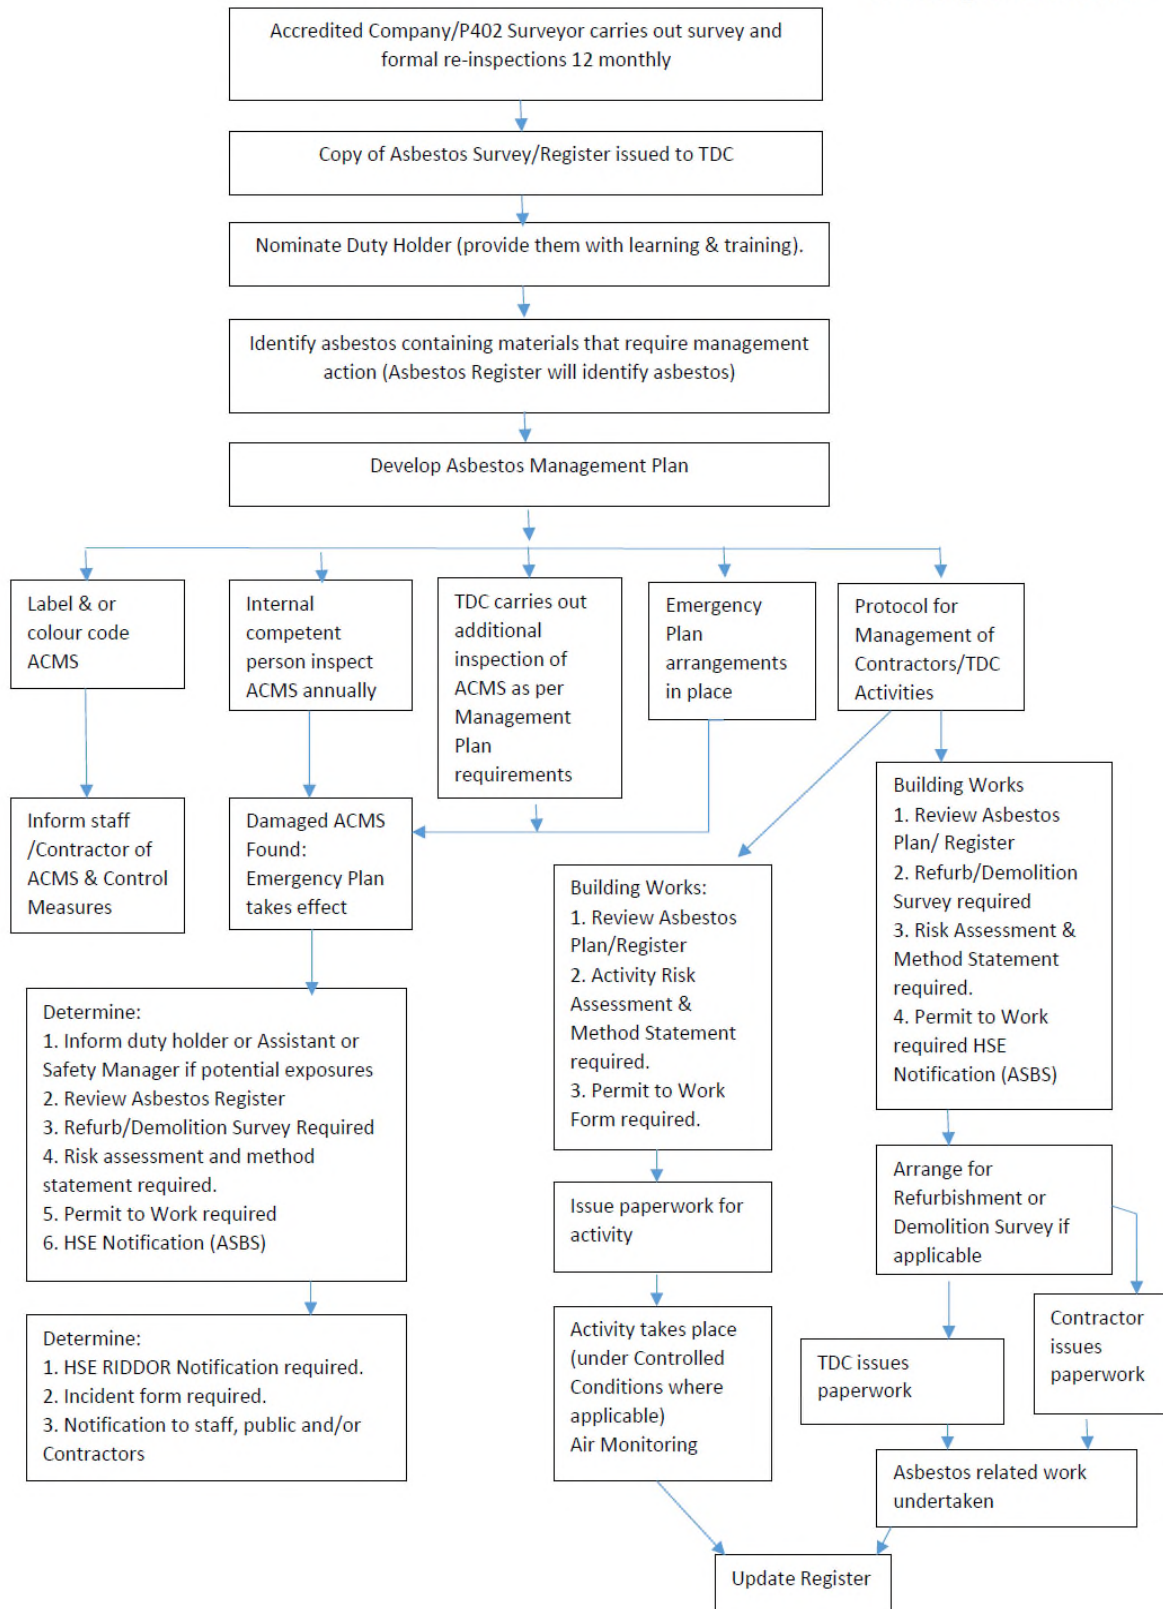 Accredited Company/P402 Surveyor carries out survey and
formal re-inspections 12 monthly
Copy of Asbestos Survey/Register issued to TDC
Nominate Duty Holder (provide them with learning & training).
Identify asbestos containing materials that require management
action (Asbestos Register will identify asbestos)
Develop Asbestos Management Plan
Label & or
colour code
ACMS
Internal
competent
person inspect
ACMS annually
TDC carries out
additional
inspection of
ACMS as per
Management
Plan
requirements
Emergency
Plan
arrangements
in place
Protocol for
Management of
Contractors/TDC
Activities
Inform staff
/Contractor of
ACMS & Control
Measures
Damaged ACMS
Found:
Emergency Plan
takes effect
Building Works:
1. Review Asbestos
Plan/Register
2. Activity Risk
Assessment &
Method Statement
required.
3. Permit to Work
Form required.
Building Works
1. Review Asbestos
Plan/ Register
2. Refurb/Demolition
Survey required
3. Risk Assessment &
Method Statement
required.
4. Permit to Work
required HSE
Notification (ASBS)
Determine:
1. Inform duty holder or Assistant or
Safety Manager if potential exposures
2. Review Asbestos Register
3. Refurb/Demolition Survey Required
4. Risk assessment and method
statement required.
5. Permit to Work required
6. HSE Notification (ASBS)
Issue paperwork for
activity
Arrange for
Refurbishment or
Demolition Survey if
applicable
Determine:
1. HSE RIDDOR Notification required.
2. Incident form required.
3. Notification to staff, public and/or
Contractors
Activity takes place
(under Controlled
Conditions where
applicable)
Air Monitoring
TDC issues
paperwork
Contractor
issues
paperwork
Asbestos related work
undertaken
Update Register